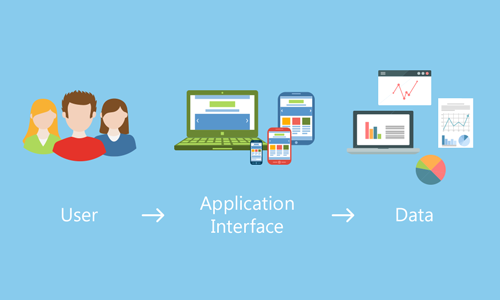 User
Application
Interface
Data